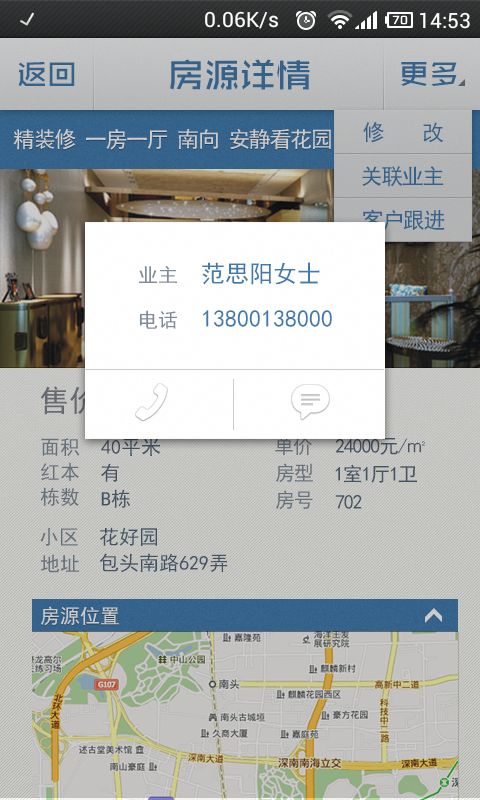 0.06K/s 70 14:53
返回 房源详情 更多
精装修 一房一厅 南向 安静看花园
修 改
关联业主
客户跟进
业主 范思阳女士
电话 13800138000
售价
面积 40平米 单价 24000元/㎡
红本 有 房型 1室1厅1卫
栋数 B栋 房号 702
小区 花好园
地址 包头南路629弄
房源位置
嘉隆苑
海洋王发
展研究院
龙高尔
练习场
中山公园
麒麟新村
G107
南头
高新中二道
麒麟花园西区
北环大道
科技中二路
南头古城垣
豪方花园
久商大厦
嘉庭苑
述古堂美术馆
深南大道
深南南海立交
深南大道
南山豪庭
深